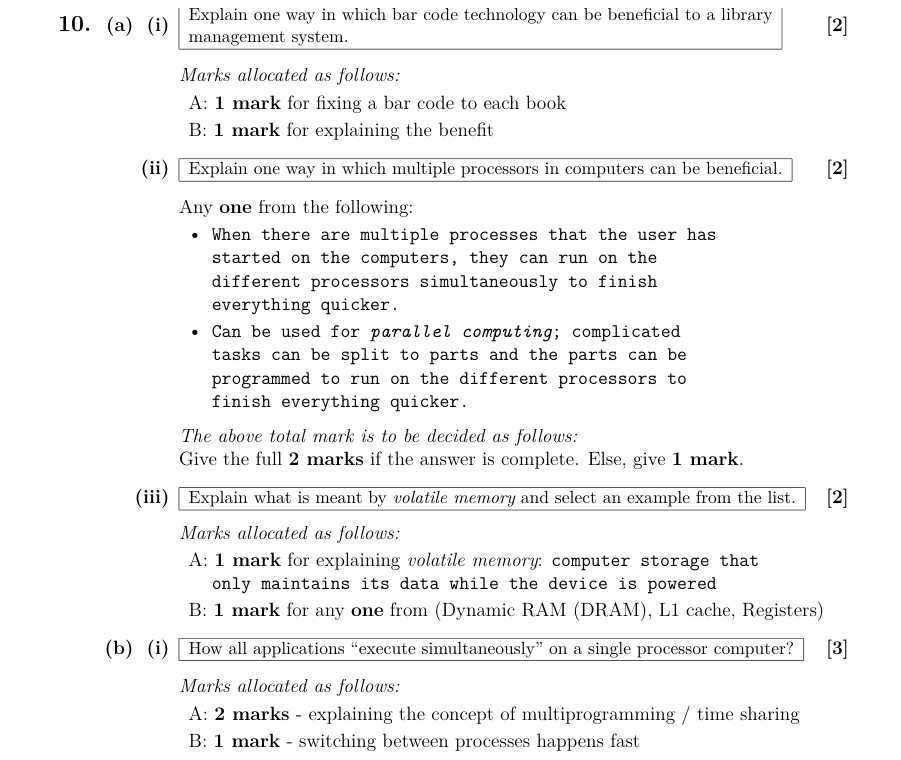 10. (a) (i) Explain one way in which bar code technology can be beneficial to a library [2]
management system.
Marks allocated as follows:
A: 1 mark for fixing a bar code to each book
B: 1 mark for explaining the benefit
(ii) Explain one way in which multiple processors in computers can be beneficial. [2]
Any one from the following:
• When there are multiple processes that the user has
started on the computers, they can run on the
different processors simultaneously to finish
everything quicker.
• Can be used for parallel computing; complicated
tasks can be split to parts and the parts can be
programmed to run on the different processors to
finish everything quicker.
The above total mark is to be decided as follows:
Give the full 2 marks if the answer is complete. Else, give 1 mark.
(iii) Explain what is meant by volatile memory and select an example from the list. [2]
Marks allocated as follows:
A: 1 mark for explaining volatile memory: computer storage that
only maintains its data while the device is powered
B: 1 mark for any one from (Dynamic RAM (DRAM), L1 cache, Registers)
(b) (i) How all applications “execute simultaneously” on a single processor computer? [3]
Marks allocated as follows:
A: 2 marks - explaining the concept of multiprogramming / time sharing
B: 1 mark - switching between processes happens fast